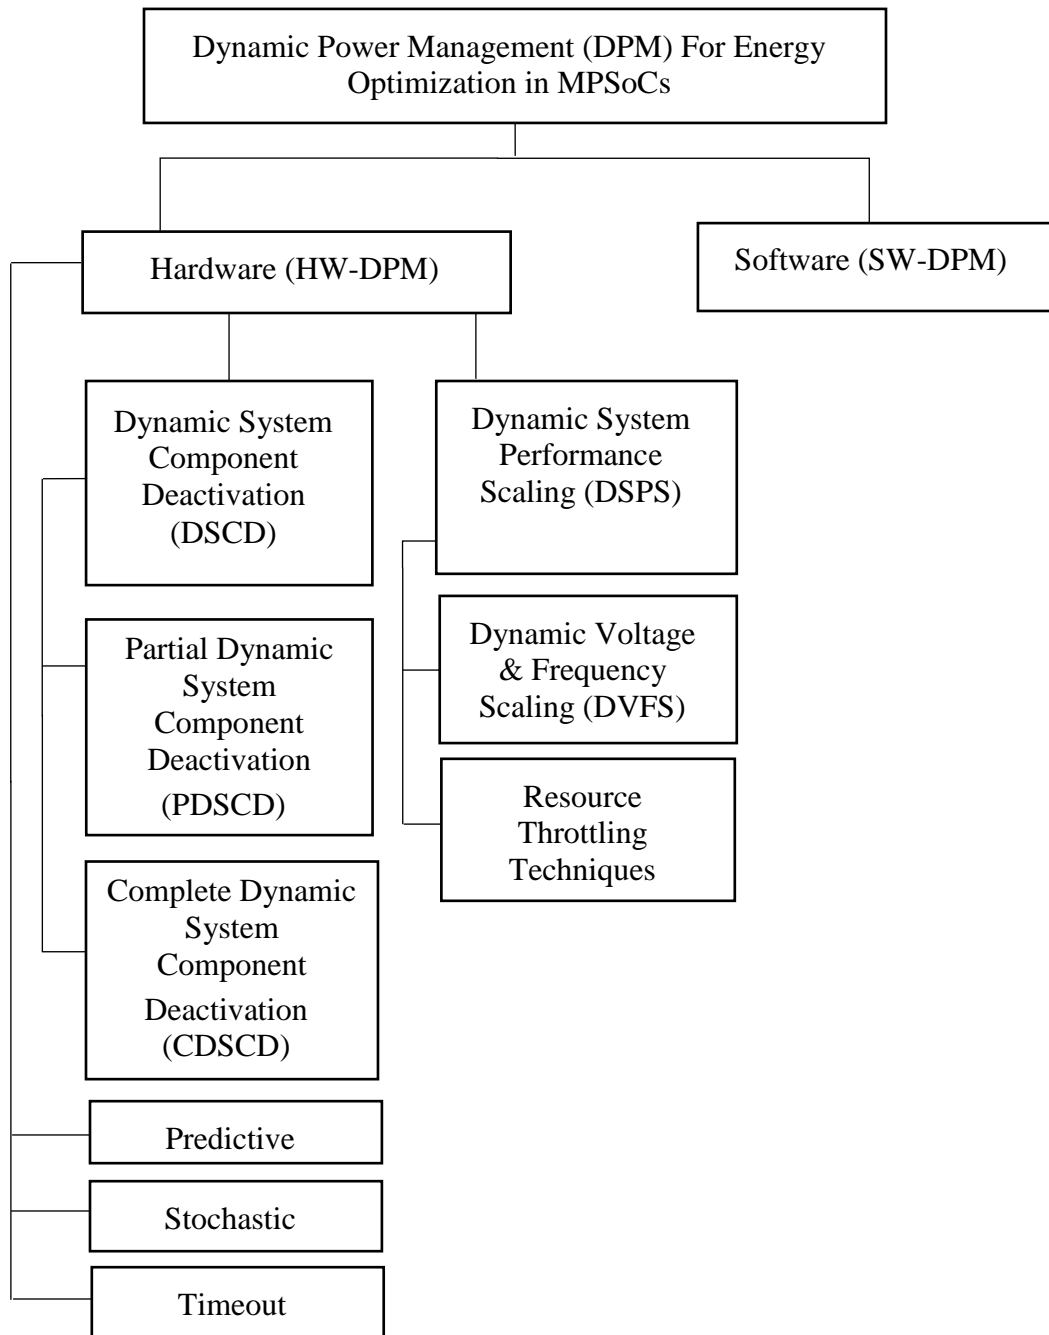 Dynamic Power Management (DPM) For Energy
Optimization in MPSoCs
Hardware (HW-DPM)
Software (SW-DPM)
Dynamic System
Component
Deactivation
(DSCD)
Dynamic System
Performance
Scaling (DSPS)
Partial Dynamic
System
Component
Deactivation
(PDSCD)
Dynamic Voltage
& Frequency
Scaling (DVFS)
Resource
Throttling
Techniques
Complete Dynamic
System
Component
Deactivation
(CDSCD)
Predictive
Stochastic
Timeout